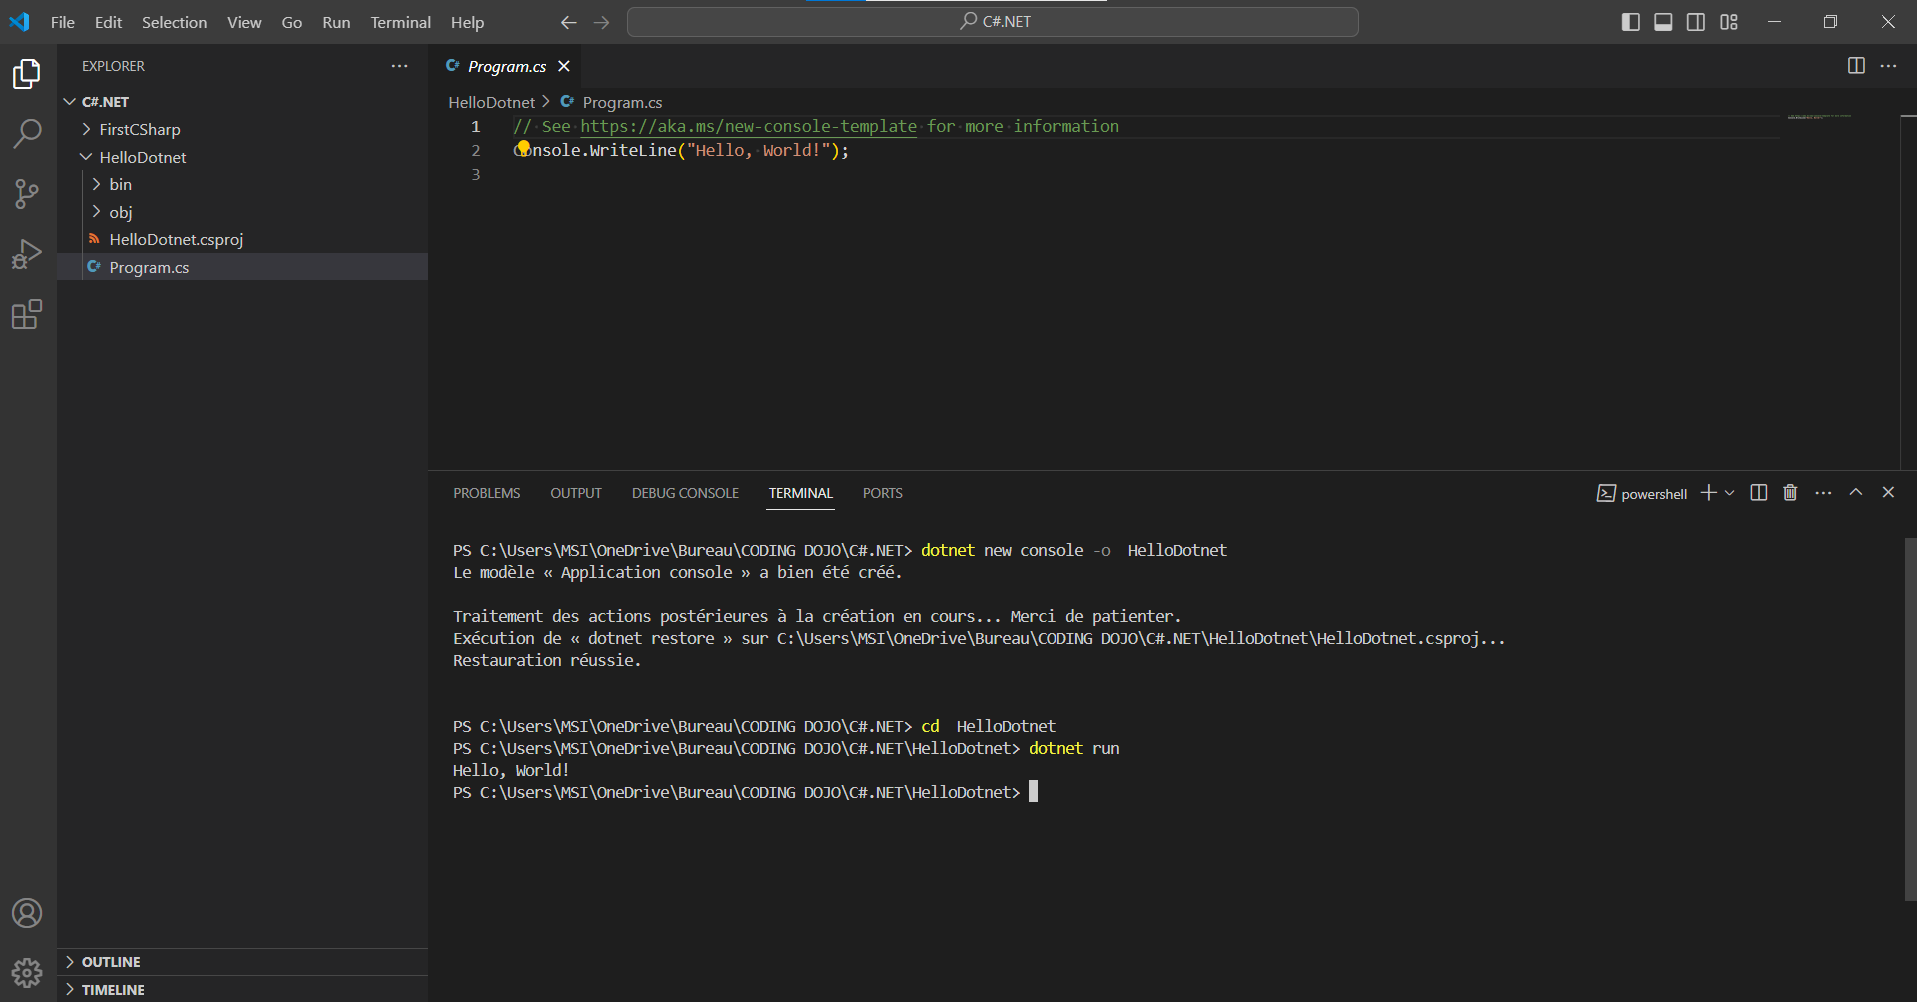 File Edit Selection View Go Run Terminal Help
C#.NET
EXPLORER
C#.NET
FirstCSharp
HelloDotnet
bin
obj
HelloDotnet.csproj
C# Program.cs
OUTLINE
TIMELINE
C# Program.cs
HelloDotnet > C# Program.cs
1 // See https://aka.ms/new-console-template for more information
2 Console.WriteLine("Hello, World!");
3
PROBLEMS OUTPUT DEBUG CONSOLE TERMINAL PORTS
powershell
PS C:\Users\MSI\OneDrive\Bureau\CODING DOJO\C#.NET> dotnet new console -o  HelloDotnet
Le modèle « Application console » a bien été créé.
Traitement des actions postérieures à la création en cours... Merci de patienter.
Exécution de « dotnet restore » sur C:\Users\MSI\OneDrive\Bureau\CODING DOJO\C#.NET\HelloDotnet\HelloDotnet.csproj...
Restauration réussie.
PS C:\Users\MSI\OneDrive\Bureau\CODING DOJO\C#.NET> cd  HelloDotnet
PS C:\Users\MSI\OneDrive\Bureau\CODING DOJO\C#.NET\HelloDotnet> dotnet run
Hello, World!
PS C:\Users\MSI\OneDrive\Bureau\CODING DOJO\C#.NET\HelloDotnet>